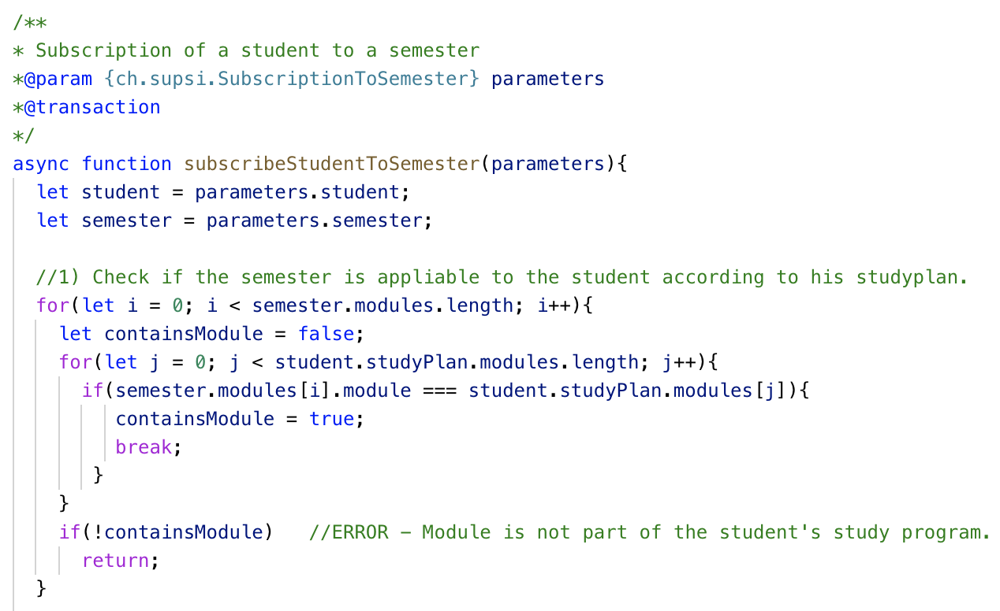 /**
* Subscription of a student to a semester
*@param {ch.supsi.SubscriptionToSemester} parameters
*@transaction
*/
async function subscribeStudentToSemester(parameters){
  let student = parameters.student;
  let semester = parameters.semester;

  //1) Check if the semester is appliable to the student according to his studyplan.
  for(let i = 0; i < semester.modules.length; i++){
    let containsModule = false;
    for(let j = 0; j < student.studyPlan.modules.length; j++){
      if(semester.modules[i].module === student.studyPlan.modules[j]){
         containsModule = true;
         break;
       }
    }
    if(!containsModule)   //ERROR – Module is not part of the student's study program.
      return;
  }